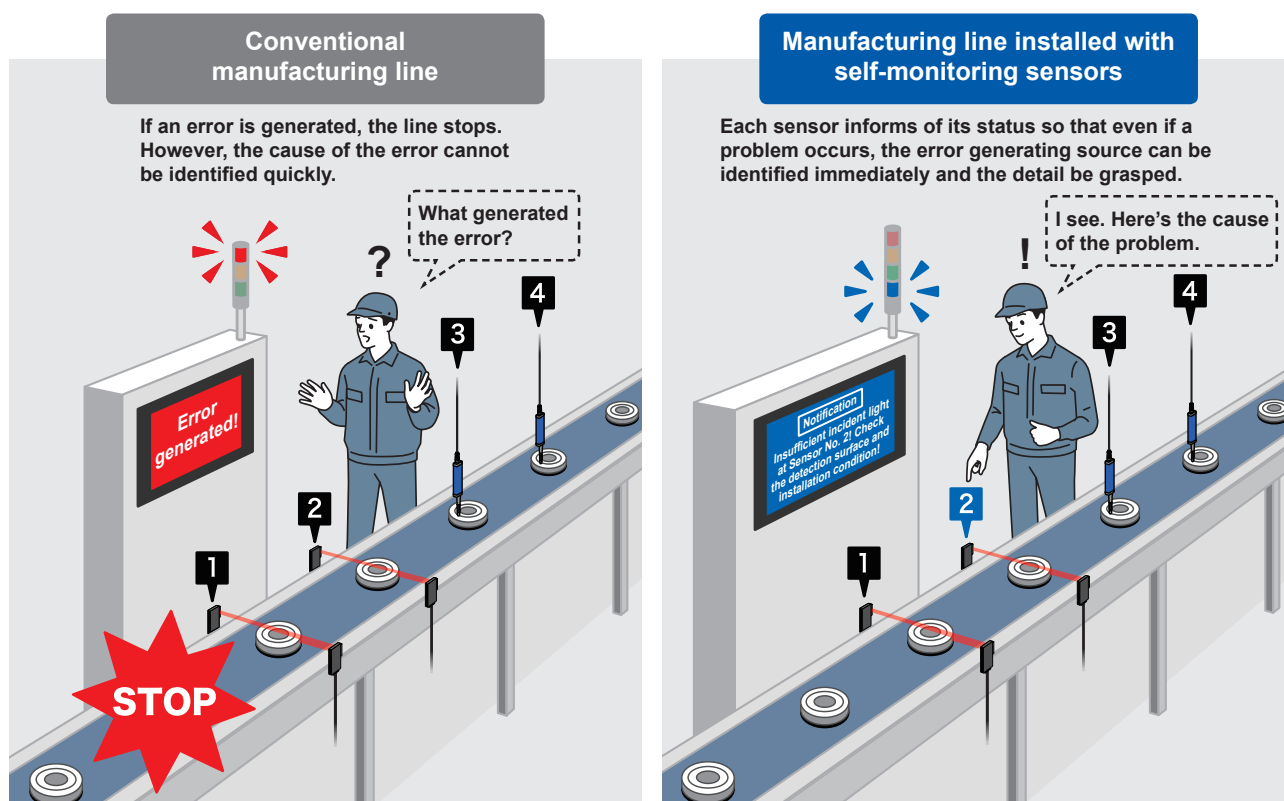 Conventional
manufacturing line
If an error is generated, the line stops.
However, the cause of the error cannot
be identified quickly.
What generated
the error?
?
4
3
Error
generated!
2
1
STOP
Manufacturing line installed with
self-monitoring sensors
Each sensor informs of its status so that even if a
problem occurs, the error generating source can be
identified immediately and the detail be grasped.
I see. Here’s the cause
of the problem.
!
4
3
Notification
Insufficient incident light
at Sensor No. 2! Check
the detection surface and
installation condition!
2
1